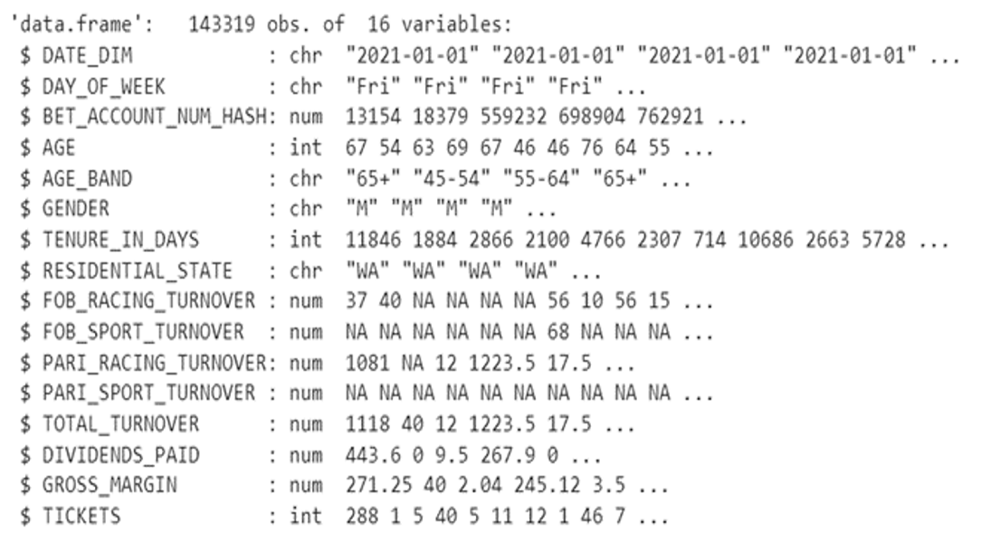 'data.frame':   143319 obs. of  16 variables:
 $ DATE_DIM            : chr  "2021-01-01" "2021-01-01" "2021-01-01" "2021-01-01" ...
 $ DAY_OF_WEEK         : chr  "Fri" "Fri" "Fri" "Fri" ...
 $ BET_ACCOUNT_NUM_HASH: num  13154 18379 559232 698904 762921 ...
 $ AGE                 : int  67 54 63 69 67 46 46 76 64 55 ...
 $ AGE_BAND            : chr  "65+" "45-54" "55-64" "65+" ...
 $ GENDER              : chr  "M" "M" "M" "M" ...
 $ TENURE_IN_DAYS      : int  11846 1884 2866 2100 4766 2307 714 10686 2663 5728 ...
 $ RESIDENTIAL_STATE   : chr  "WA" "WA" "WA" "WA" ...
 $ FOB_RACING_TURNOVER : num  37 40 NA NA NA NA 56 10 56 15 ...
 $ FOB_SPORT_TURNOVER  : num  NA NA NA NA NA NA 68 NA NA NA ...
 $ PARI_RACING_TURNOVER: num  1081 NA 12 1223.5 17.5 ...
 $ PARI_SPORT_TURNOVER : num  NA NA NA NA NA NA NA NA NA NA ...
 $ TOTAL_TURNOVER      : num  1118 40 12 1223.5 17.5 ...
 $ DIVIDENDS_PAID      : num  443.6 0 9.5 267.9 0 ...
 $ GROSS_MARGIN        : num  271.25 40 2.04 245.12 3.5 ...
 $ TICKETS             : int  288 1 5 40 5 11 12 1 46 7 ...